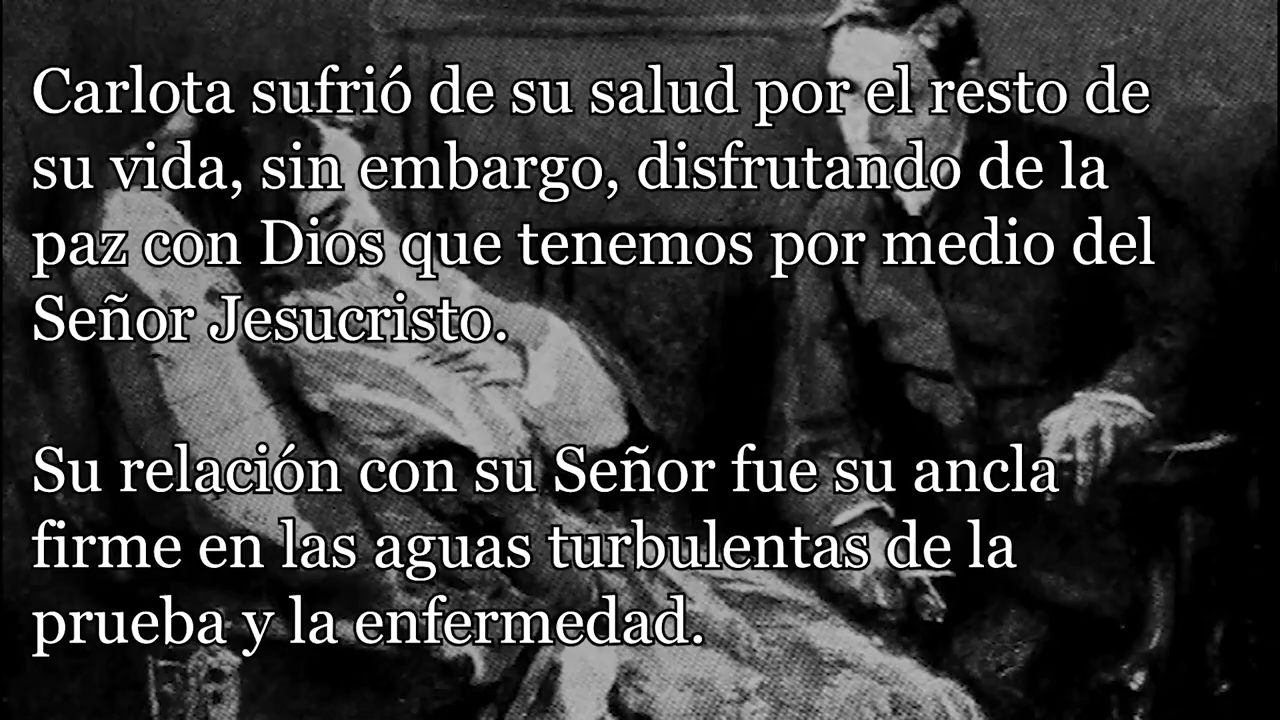 Carlota sufrió de su salud por el resto de
su vida, sin embargo, disfrutando de la
paz con Dios que tenemos por medio del
Señor Jesucristo.
Su relación con su Señor fue su ancla
firme en las aguas turbulentas de la
prueba y la enfermedad.